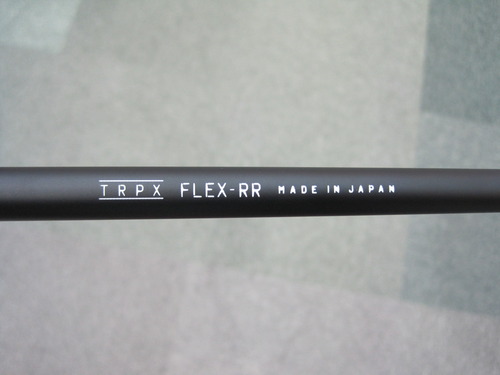 TRPX FLEX-RR MADE IN JAPAN